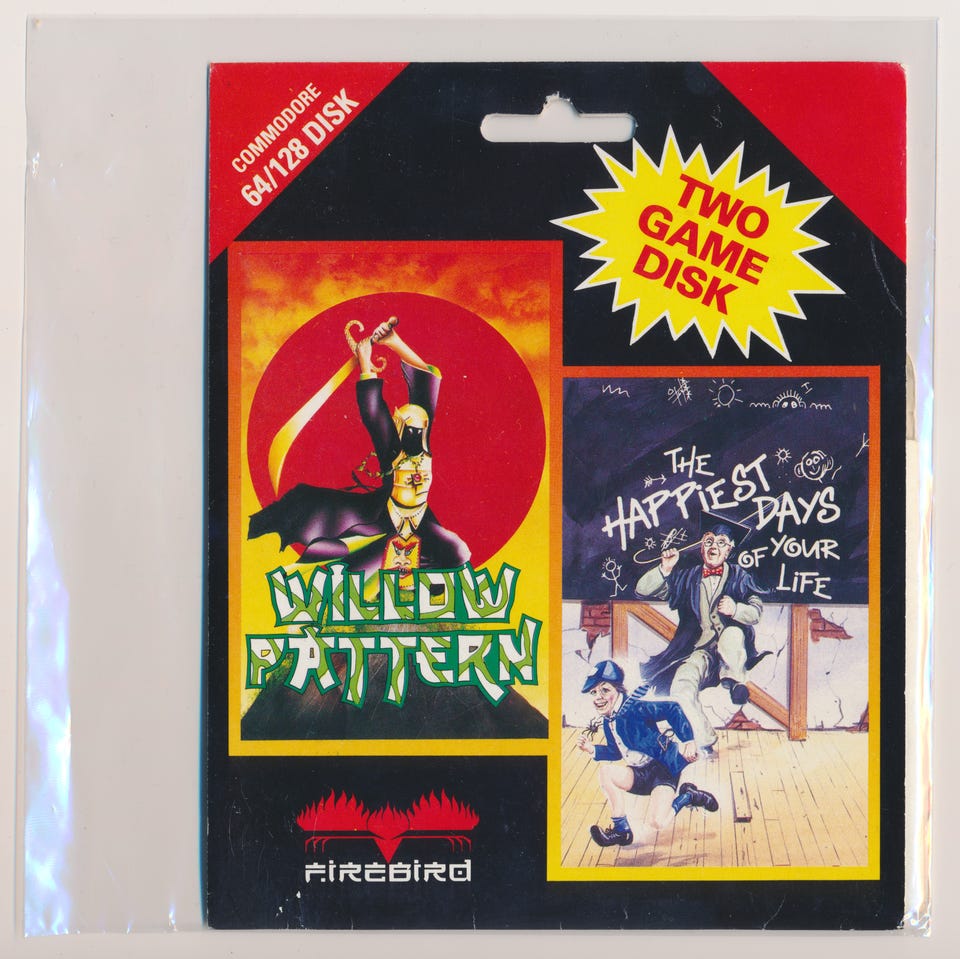 COMMODORE
64/128 DISK
TWO
GAME
DISK
WILLOW
PATTERN
THE
HAPPiEST
DAYS
OF YOUR
LiFE
FIREBIRD